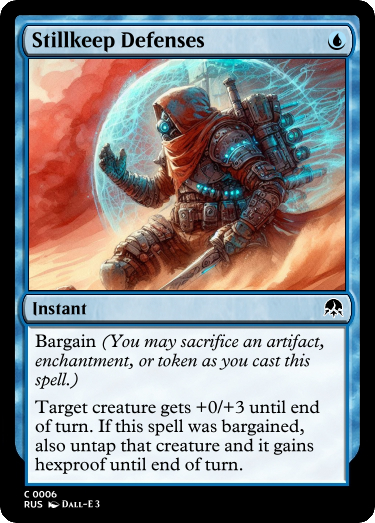 Stillkeep Defenses
Instant
Bargain (You may sacrifice an artifact,
enchantment, or token as you cast this
spell.)
Target creature gets +0/+3 until end
of turn. If this spell was bargained,
also untap that creature and it gains
hexproof until end of turn.
C 0006
RUS DALL-E 3